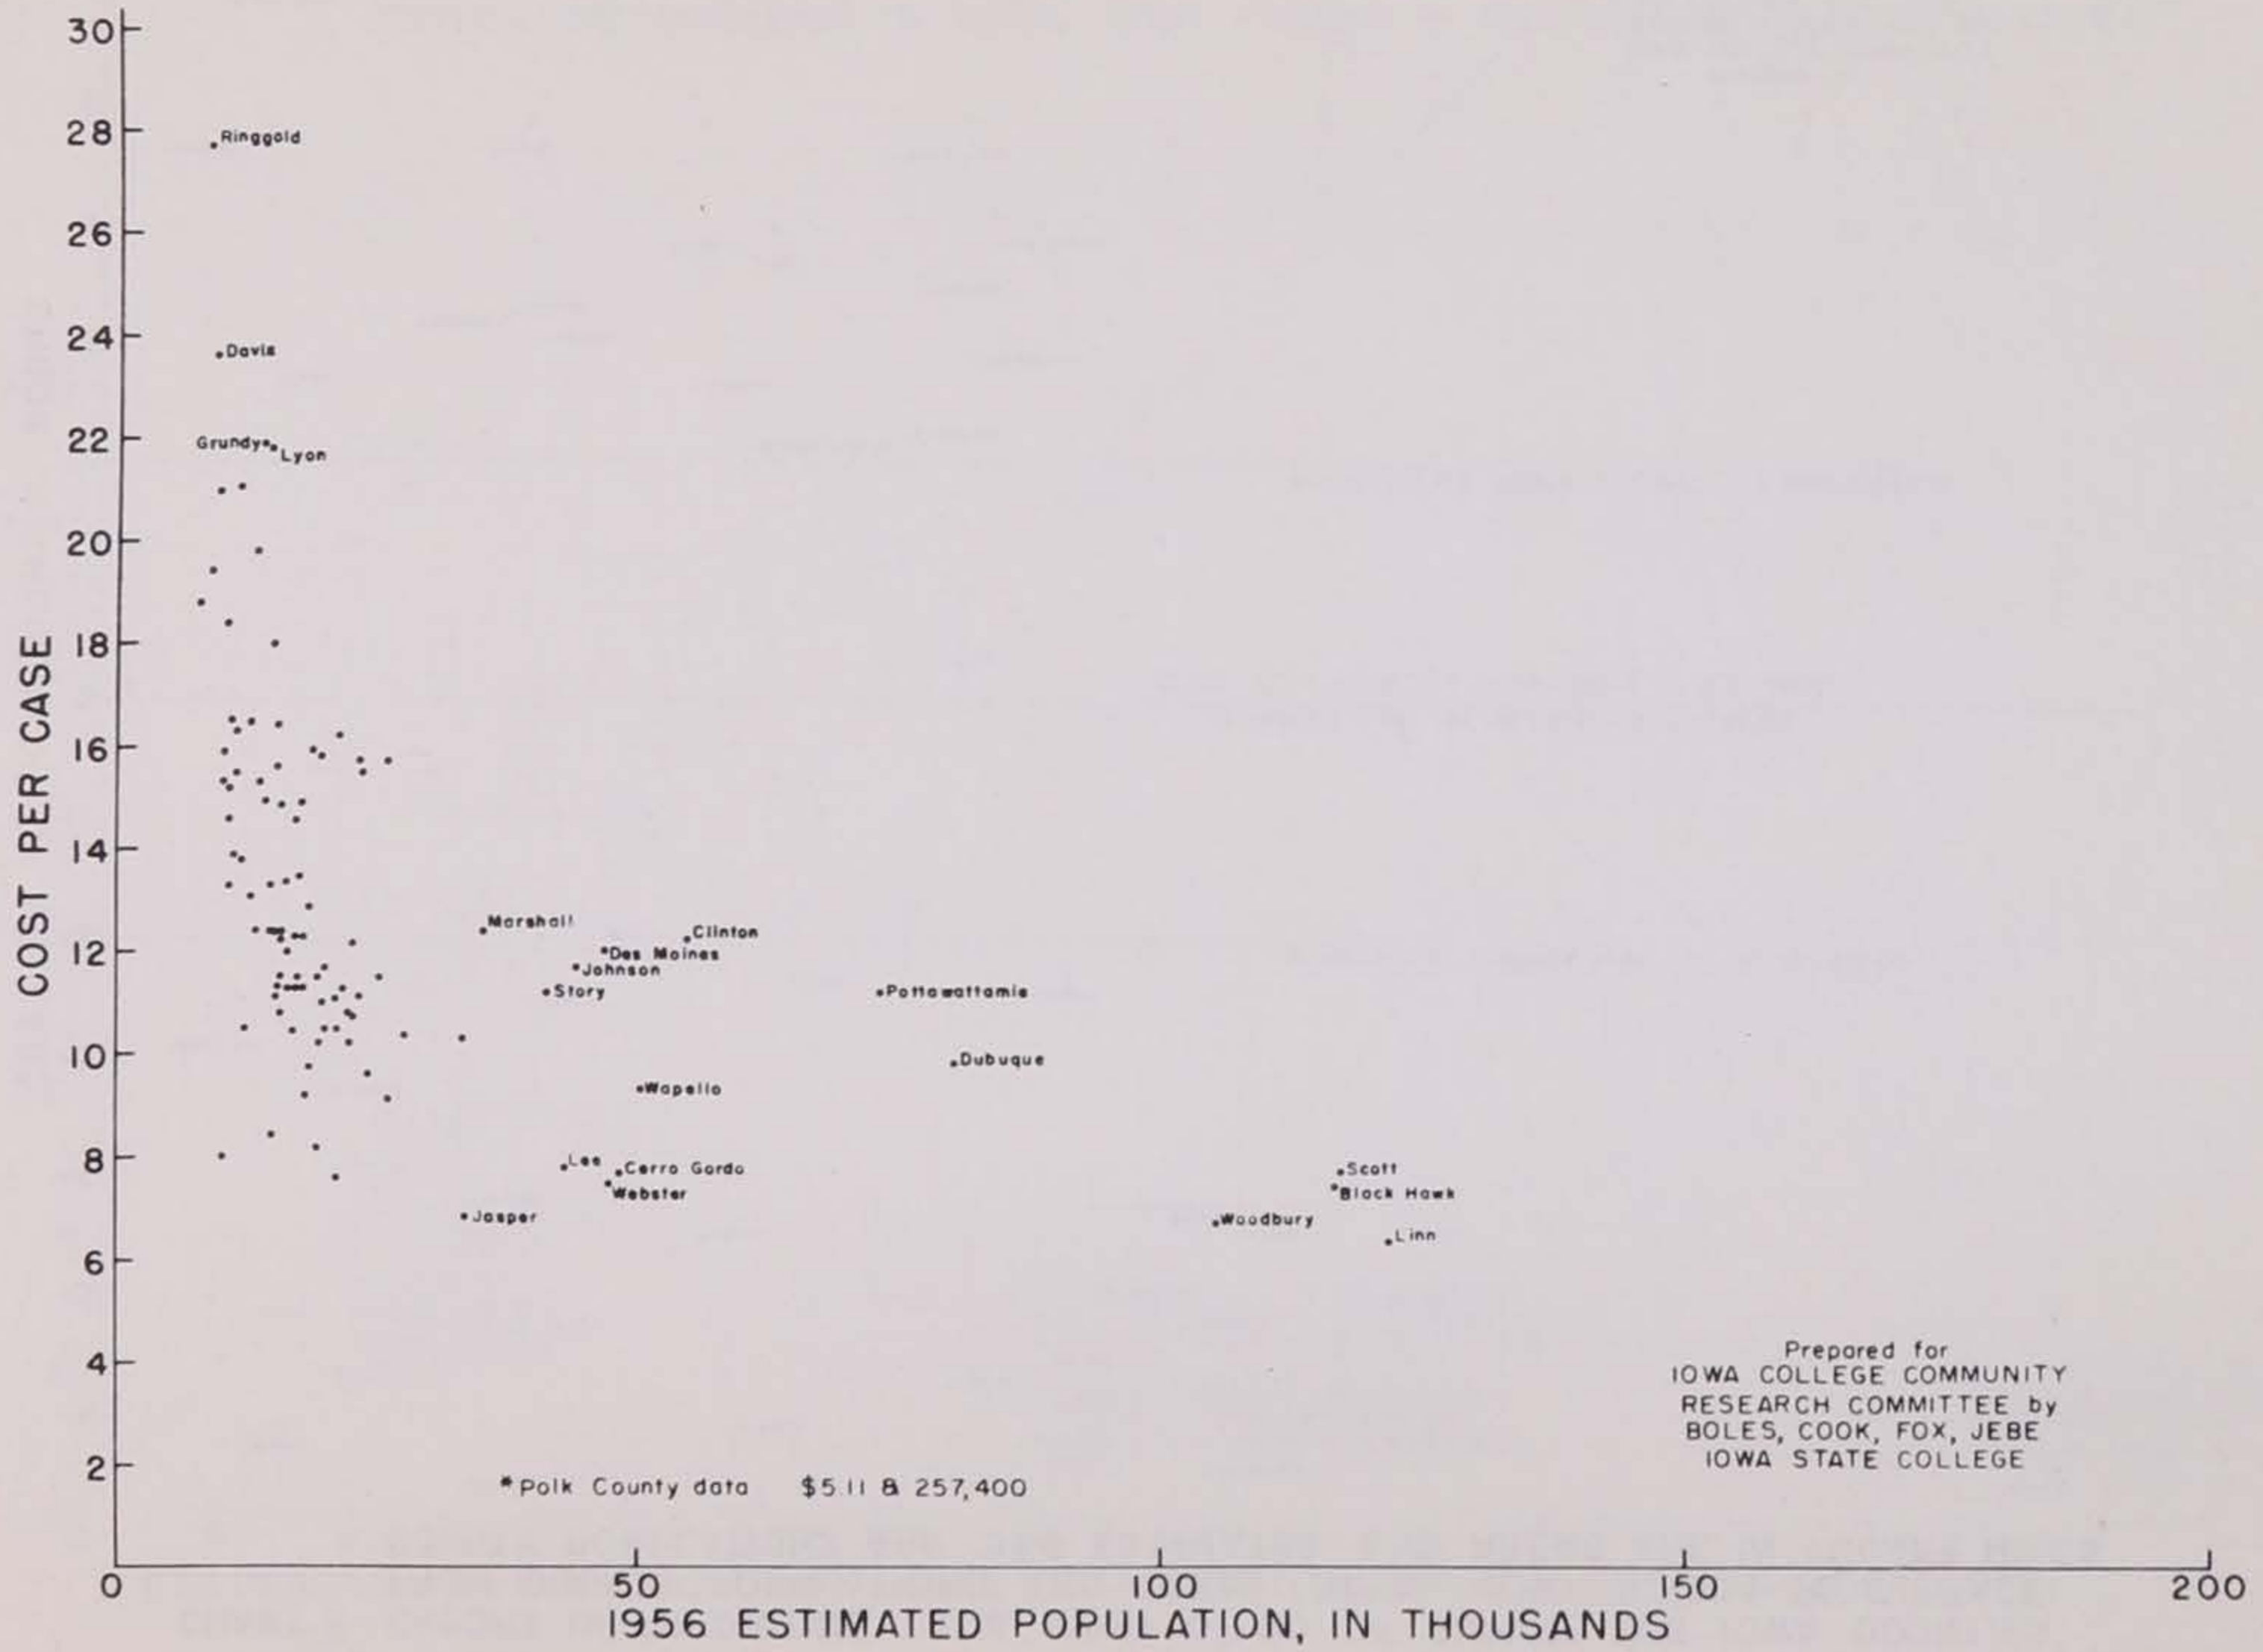 30
28
Ringgold
26
24
Davis
22
Grundy
Lyon
20
18
16
14
12
10
8
6
4
2
COST PER CASE
Marshall
Clinton
Des Moines
Johnson
Story
Pottawattamie
Dubuque
Wapello
Lee
Cerro Gordo
Webster
Jasper
Scott
Black Hawk
Woodbury
Linn
Prepared for
IOWA COLLEGE COMMUNITY
RESEARCH COMMITTEE by
BOLES, COOK, FOX, JEBE
IOWA STATE COLLEGE
*Polk County data $5.11 & 257,400
0 50 100 150 200
1956 ESTIMATED POPULATION, IN THOUSANDS